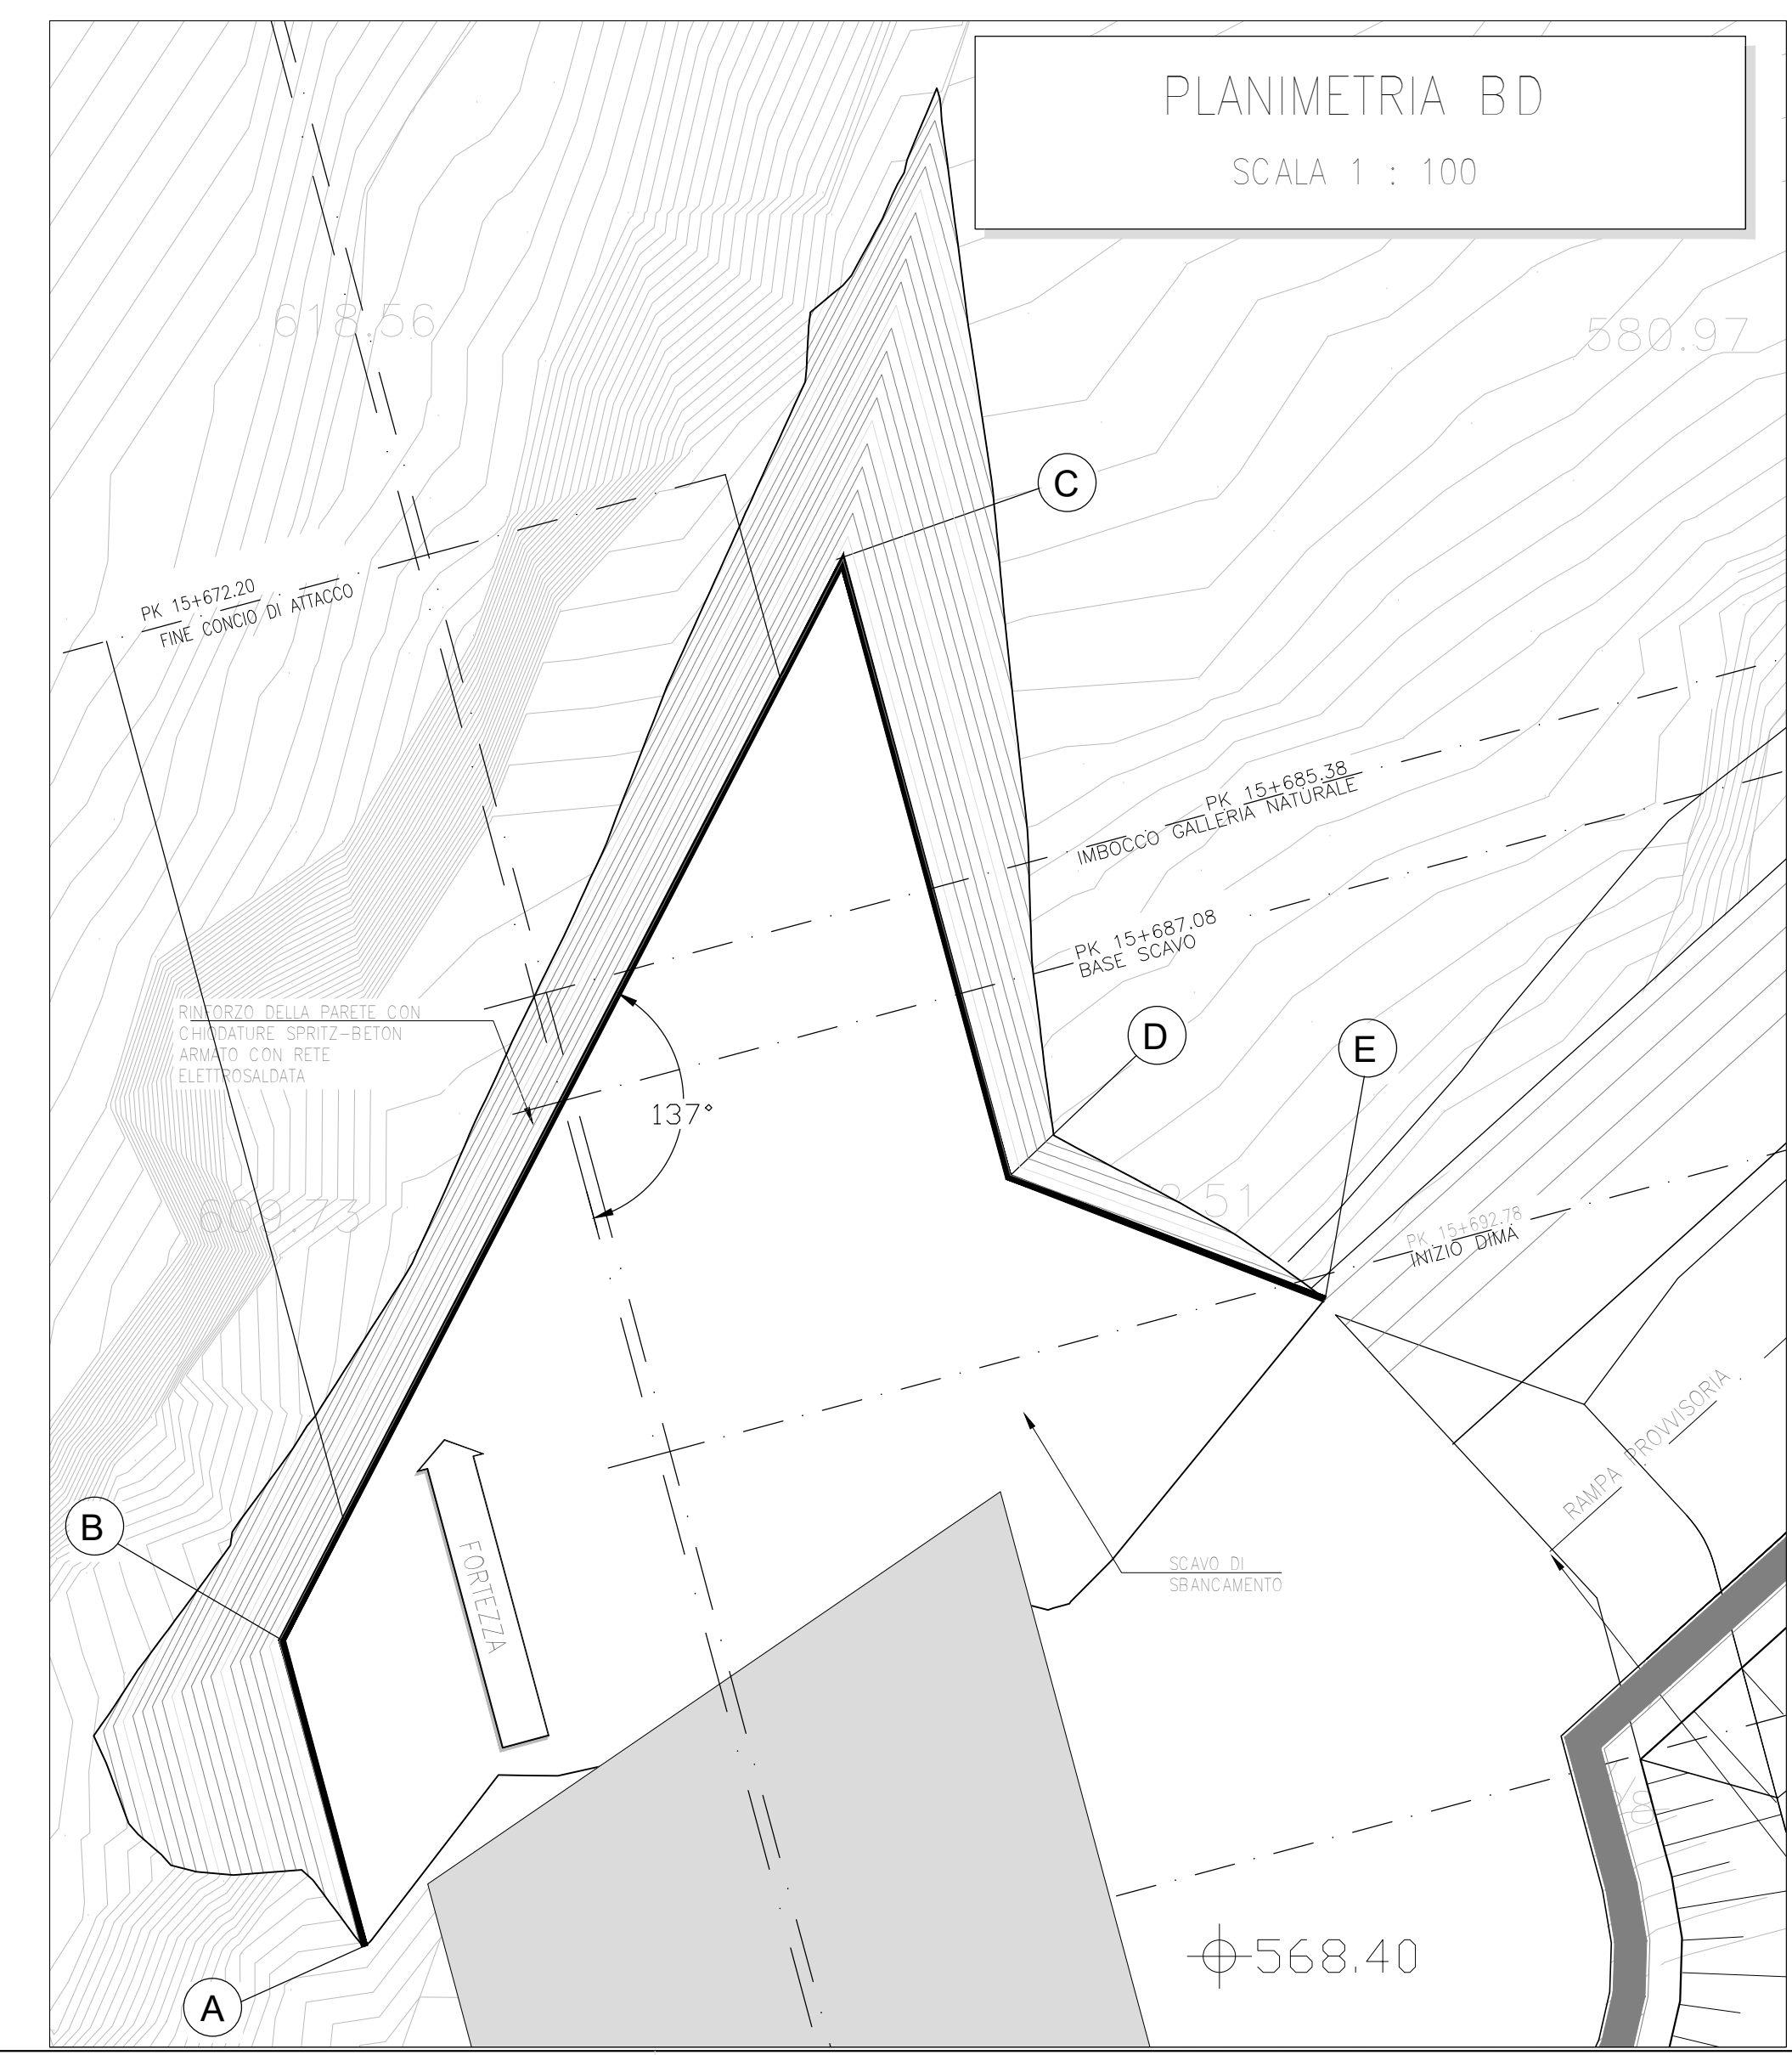 PLANIMETRIA BD
SCALA 1 : 100
618.56
580.97
C
PK 15+672.20
FINE CONCIO DI ATTACCO
PK 15+685.38
IMBOCCO GALLERIA NATURALE
PK 15+687.08
BASE SCAVO
RINFORZO DELLA PARETE CON
CHIODATURE SPRITZ-BETON
ARMATO CON RETE
ELETTROSALDATA
D
E
137°
609.73
PK 15+692.78
INIZIO DIMA
RAMPA PROVVISORIA
B
FORTEZZA
SCAVO DI
SBANCAMENTO
568.40
A